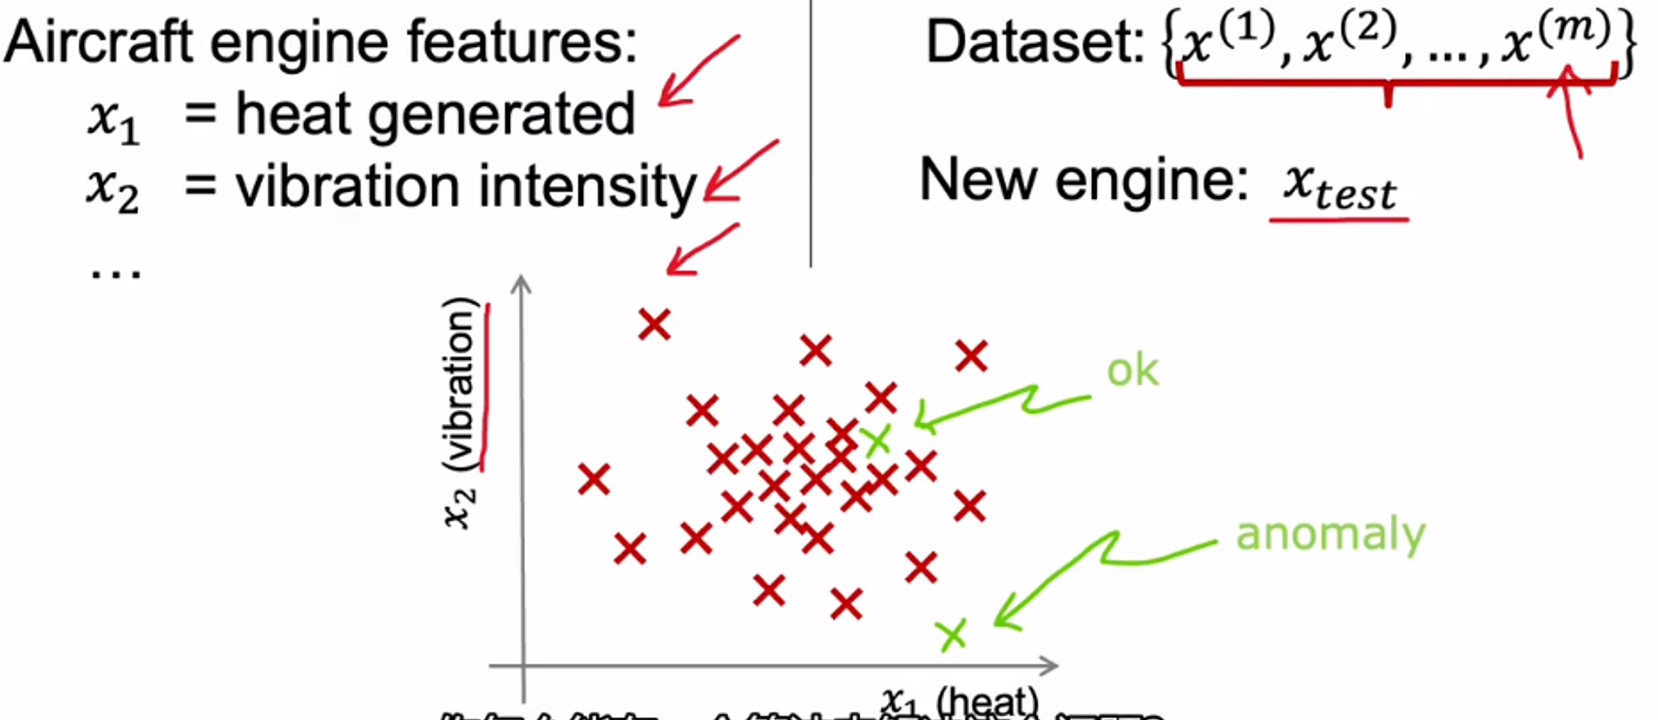 Aircraft engine features:
x₁ = heat generated
x₂ = vibration intensity
...
Dataset: {x⁽¹⁾, x⁽²⁾, ..., x⁽ᵐ⁾}
New engine: x_test
x₂ (vibration)
ok
anomaly
x₁ (heat)